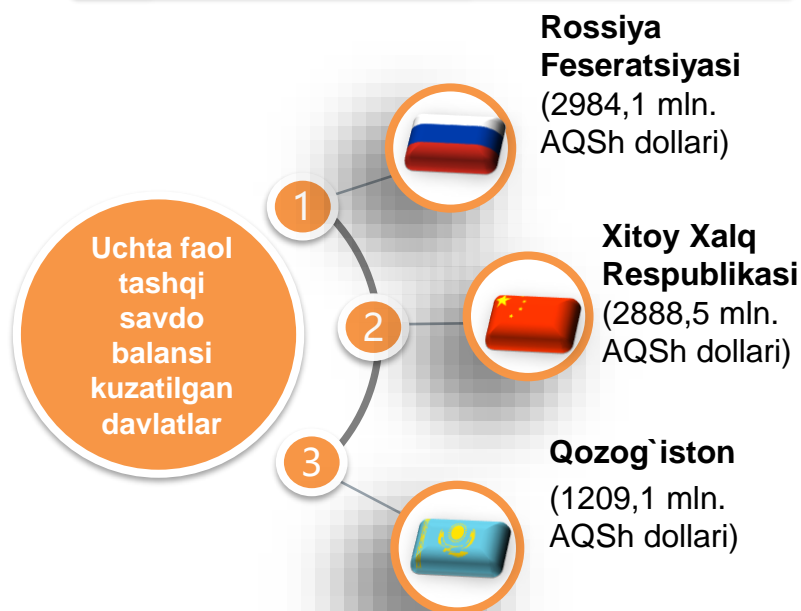 Uchta faol
tashqi
savdo
balansi
kuzatilgan
davlatlar
1
Rossiya
Feseratsiyasi
(2984,1 mln.
AQSh dollari)
2
Xitoy Xalq
Respublikasi
(2888,5 mln.
AQSh dollari)
3
Qozog`iston
(1209,1 mln.
AQSh dollari)